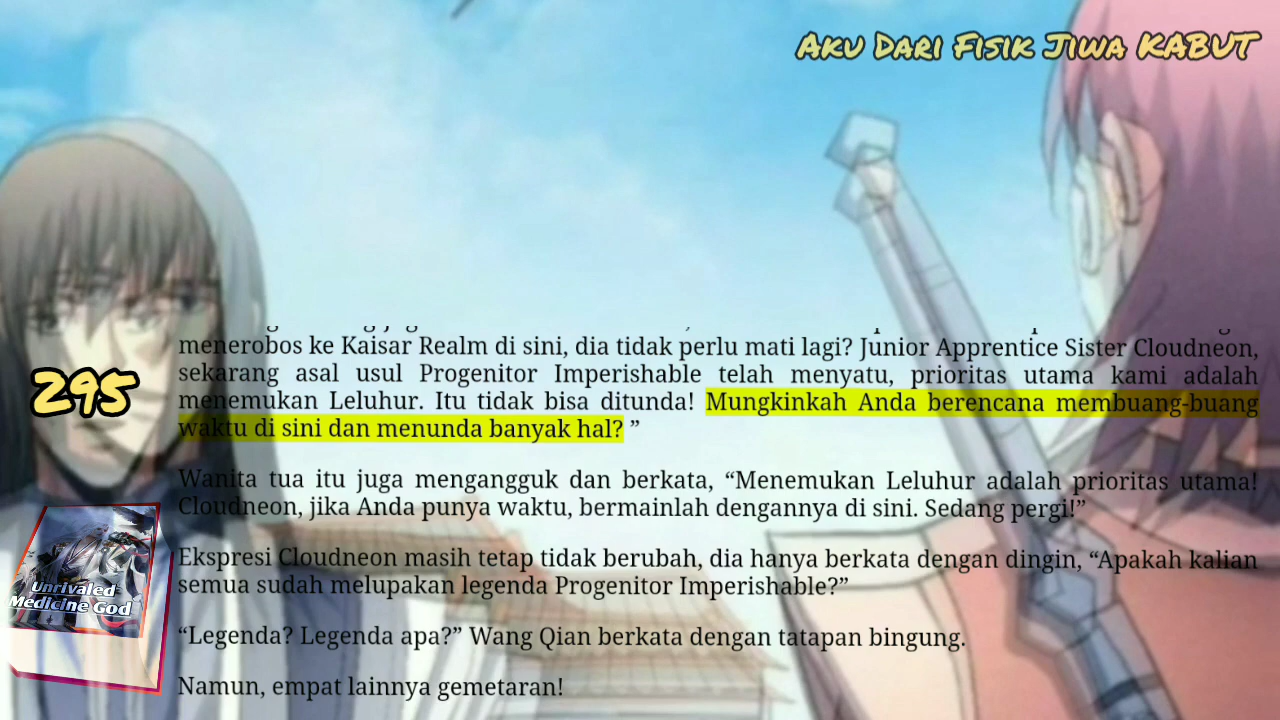 Aku Dari Fisik Jiwa KABUT
menerobos ke Kaisar Realm di sini, dia tidak perlu mati lagi? Junior Apprentice Sister Cloudneon,
sekarang asal usul Progenitor Imperishable telah menyatu, prioritas utama kami adalah
menemukan Leluhur. Itu tidak bisa ditunda! Mungkinkah Anda berencana membuang-buang
waktu di sini dan menunda banyak hal? ”
295
Wanita tua itu juga mengangguk dan berkata, “Menemukan Leluhur adalah prioritas utama!
Cloudneon, jika Anda punya waktu, bermainlah dengannya di sini. Sedang pergi!”
Ekspresi Cloudneon masih tetap tidak berubah, dia hanya berkata dengan dingin, “Apakah kalian
semua sudah melupakan legenda Progenitor Imperishable?”
Unrivaled
Medicine God
“Legenda? Legenda apa?” Wang Qian berkata dengan tatapan bingung.
Namun, empat lainnya gemetaran!